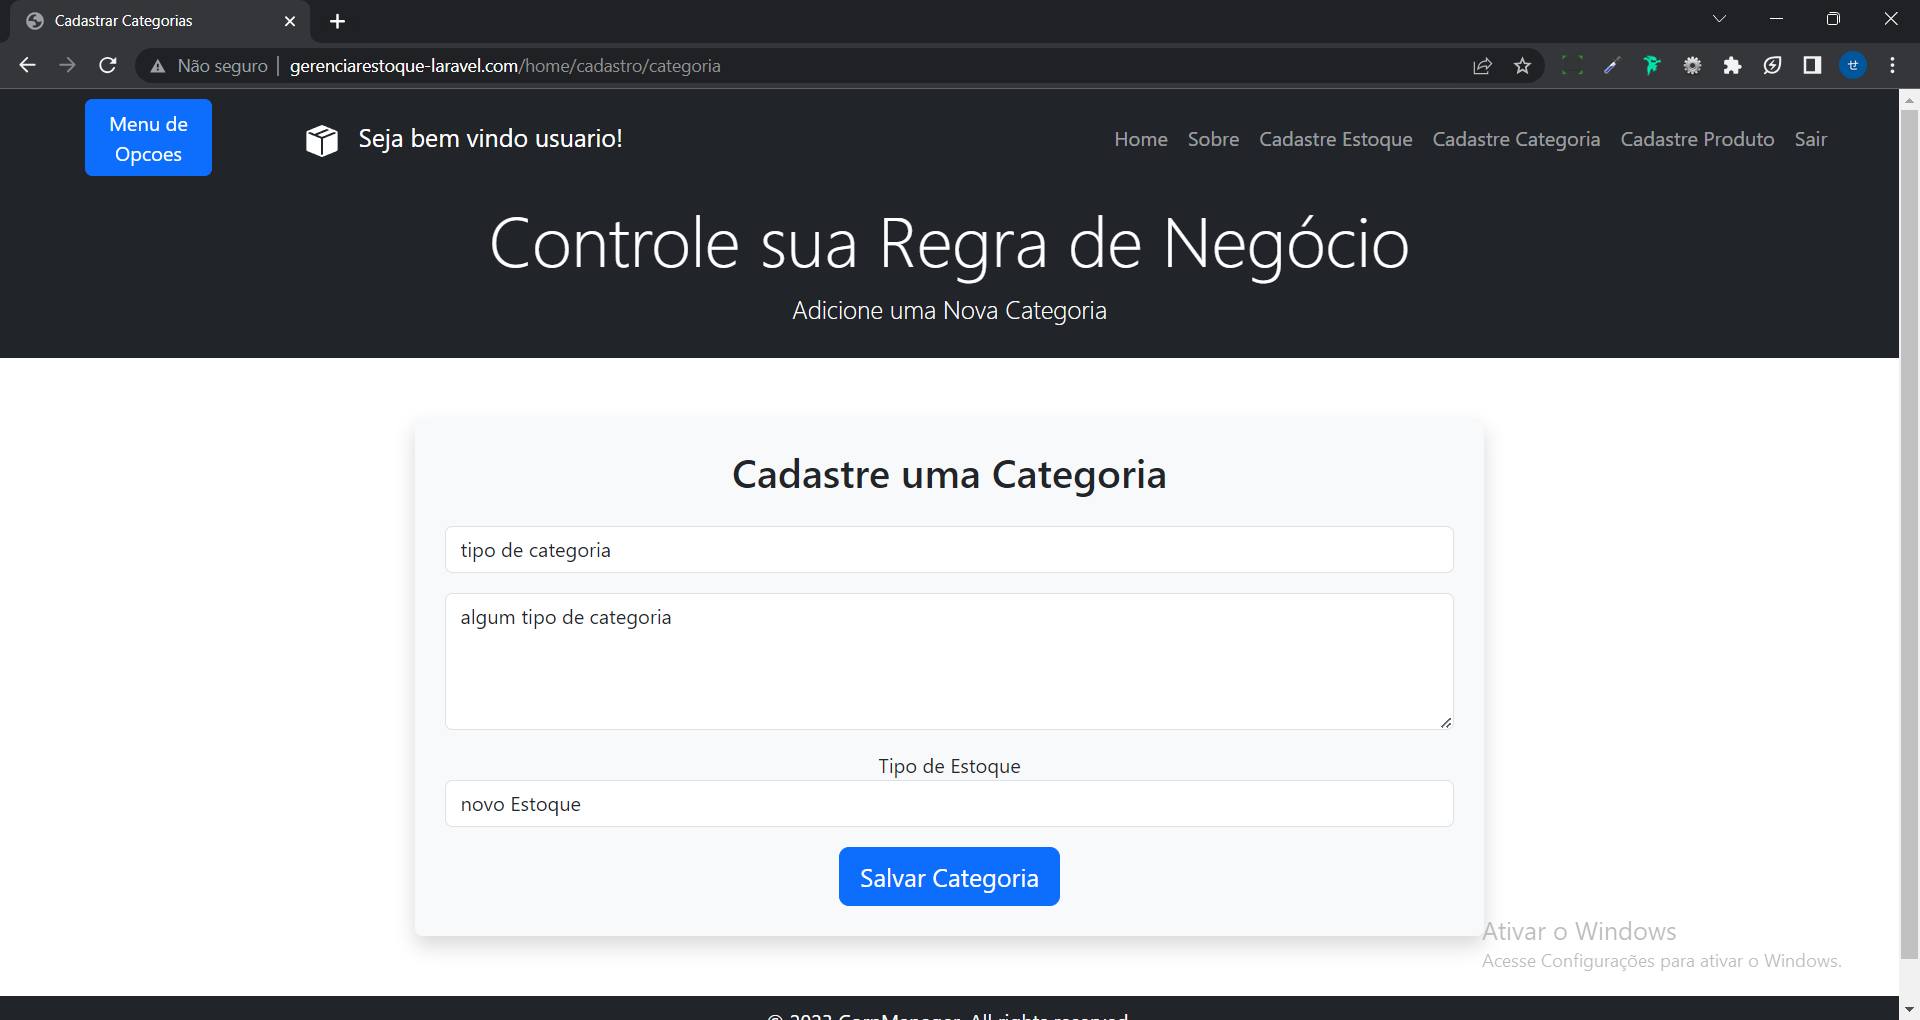 Cadastrar Categorias
Não seguro gerenciarestoque-laravel.com/home/cadastro/categoria
Menu de
Opcoes
Seja bem vindo usuario!
Home Sobre Cadastre Estoque Cadastre Categoria Cadastre Produto Sair
Controle sua Regra de Negócio
Adicione uma Nova Categoria
Cadastre uma Categoria
tipo de categoria
algum tipo de categoria
Tipo de Estoque
novo Estoque
Salvar Categoria
Ativar o Windows
Acesse Configurações para ativar o Windows.
All rights reserved